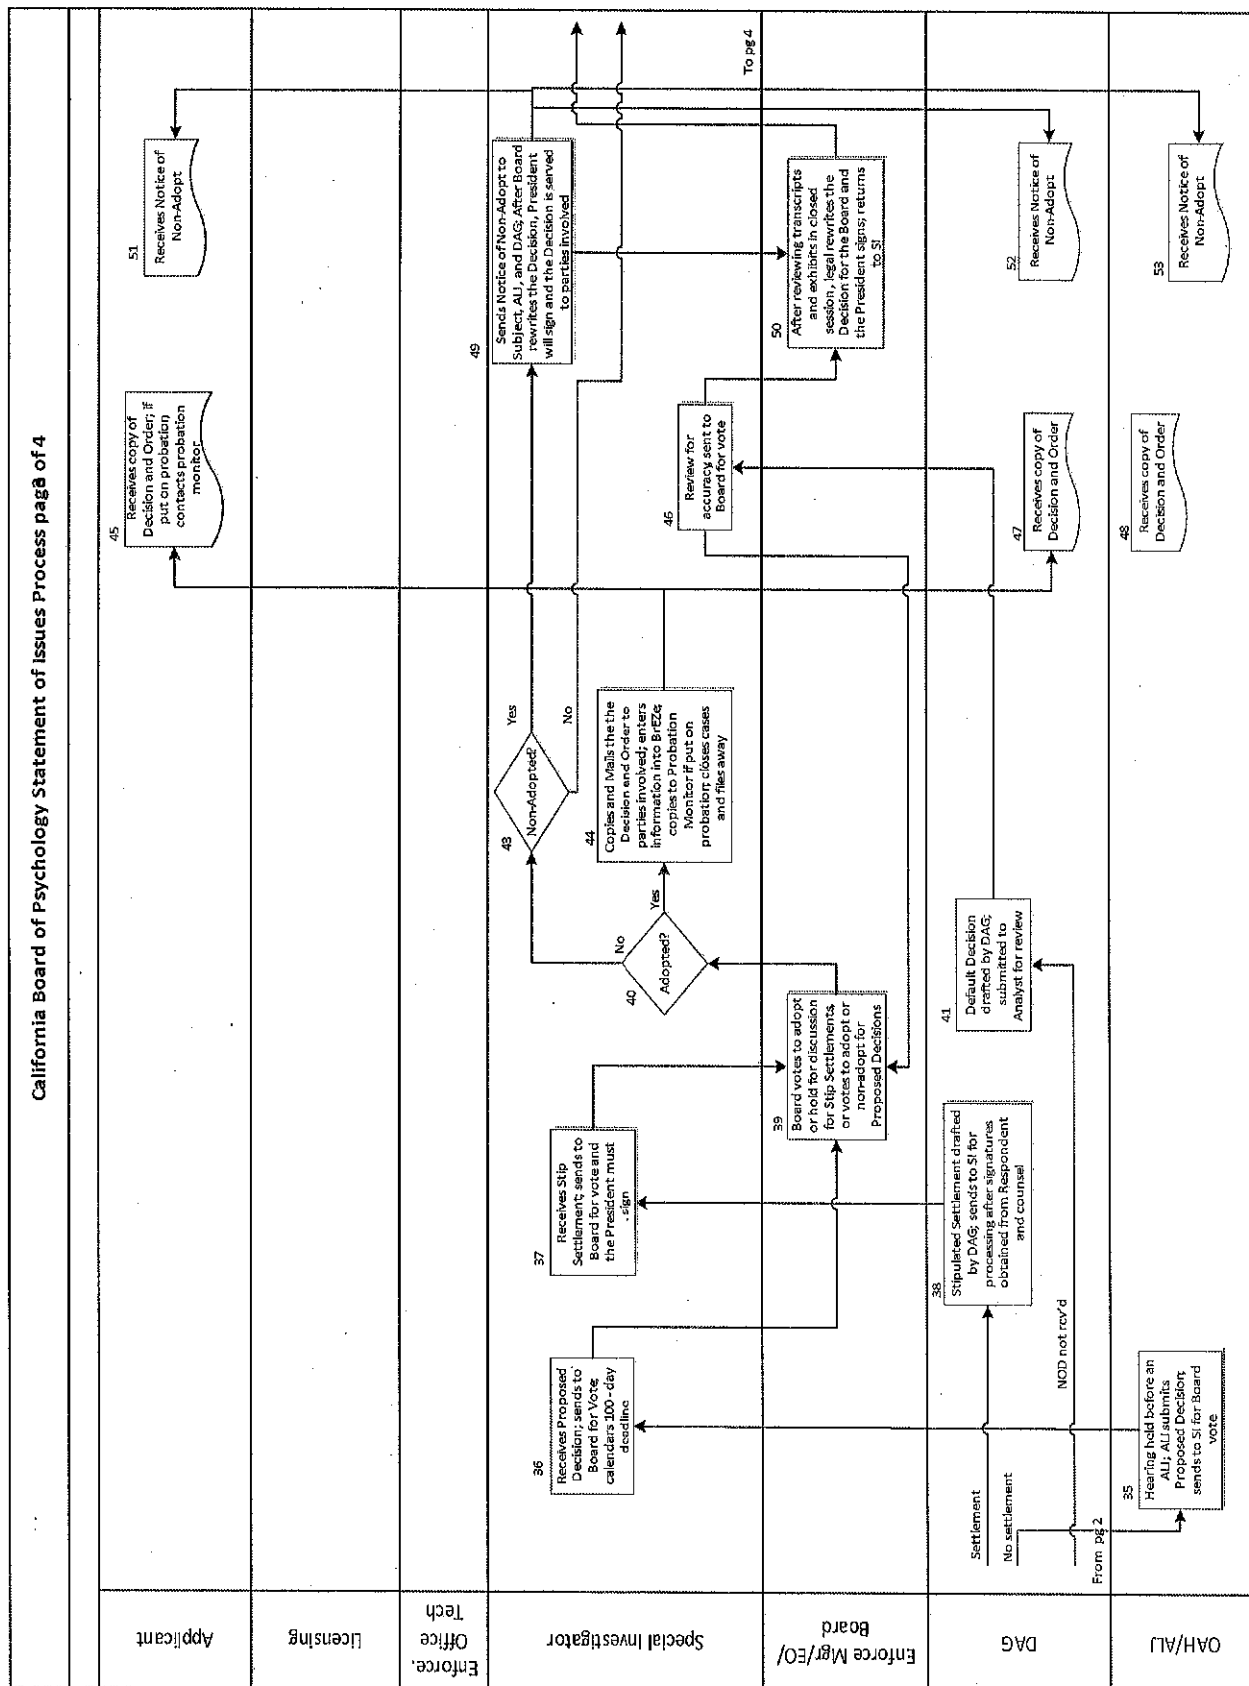 California Board of Psychology Statement of Issues Process page 3 of 4
Applicant
Licensing
Enforce.
Office
Tech
Special Investigator
Enforce Mgr/EO/
Board
DAG
OAH/ALJ
From pg 2
Settlement
No settlement
NOD not rcv'd
35
Hearing held before an
ALJ; ALJ submits
Proposed Decision;
sends to SI for Board
vote
36
Receives Proposed
Decision; sends to
Board for Vote;
calendars 100-day
deadline
37
Receives Stip
Settlement; sends to
Board for vote and
the President must
sign
38
Stipulated Settlement drafted
by DAG; sends to SI for
processing after signatures
obtained from Respondent
and counsel
39
Board votes to adopt
or hold for discussion
for Stip Settlements,
or votes to adopt or
non-adopt for
Proposed Decisions
40
Adopted?
No
Yes
41
Default Decision
drafted by DAG;
submitted to
Analyst for review
43
Non-Adopted?
Yes
No
44
Copies and Mails the the
Decision and Order to
parties involved; enters
information into BrEZe;
copies to Probation
Monitor if put on
probation; closes cases
and files away
45
Receives copy of
Decision and Order; if
put on probation,
contacts probation
monitor
46
Review for
accuracy, sent to
Board for vote
47
Receives copy of
Decision and Order
48
Receives copy of
Decision and Order
49
Sends Notice of Non-Adopt to
Subject, ALJ, and DAG; After Board
rewrites the Decision, President
will sign and the Decision is served
to parties involved
50
After reviewing transcripts
and exhibits in closed
session, legal rewrites the
Decision for the Board and
the President signs; returns
to SI
51
Receives Notice of
Non-Adopt
52
Receives Notice of
Non-Adopt
53
Receives Notice of
Non-Adopt
To pg 4